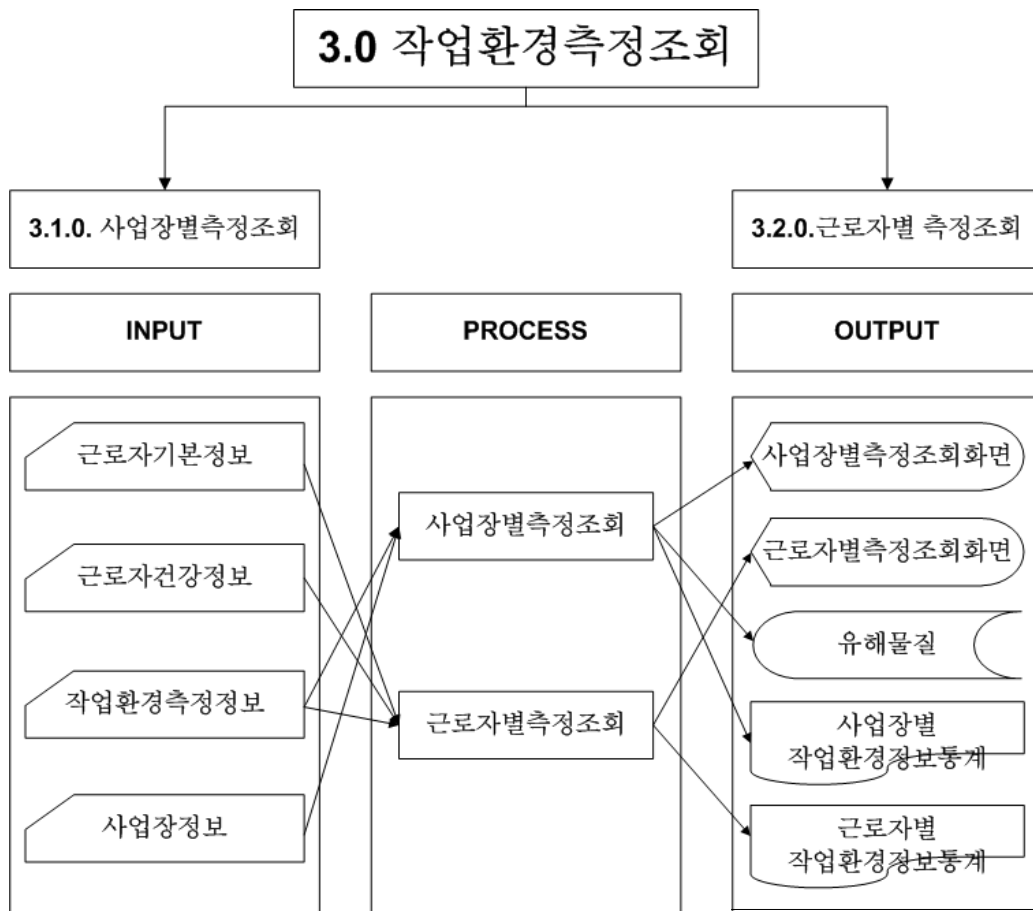 3.0 작업환경측정조회
3.1.0. 사업장별측정조회
3.2.0.근로자별 측정조회
INPUT
PROCESS
OUTPUT
근로자기본정보
근로자건강정보
작업환경측정정보
사업장정보
사업장별측정조회
근로자별측정조회
사업장별측정조회화면
근로자별측정조회화면
유해물질
사업장별
작업환경정보통계
근로자별
작업환경정보통계